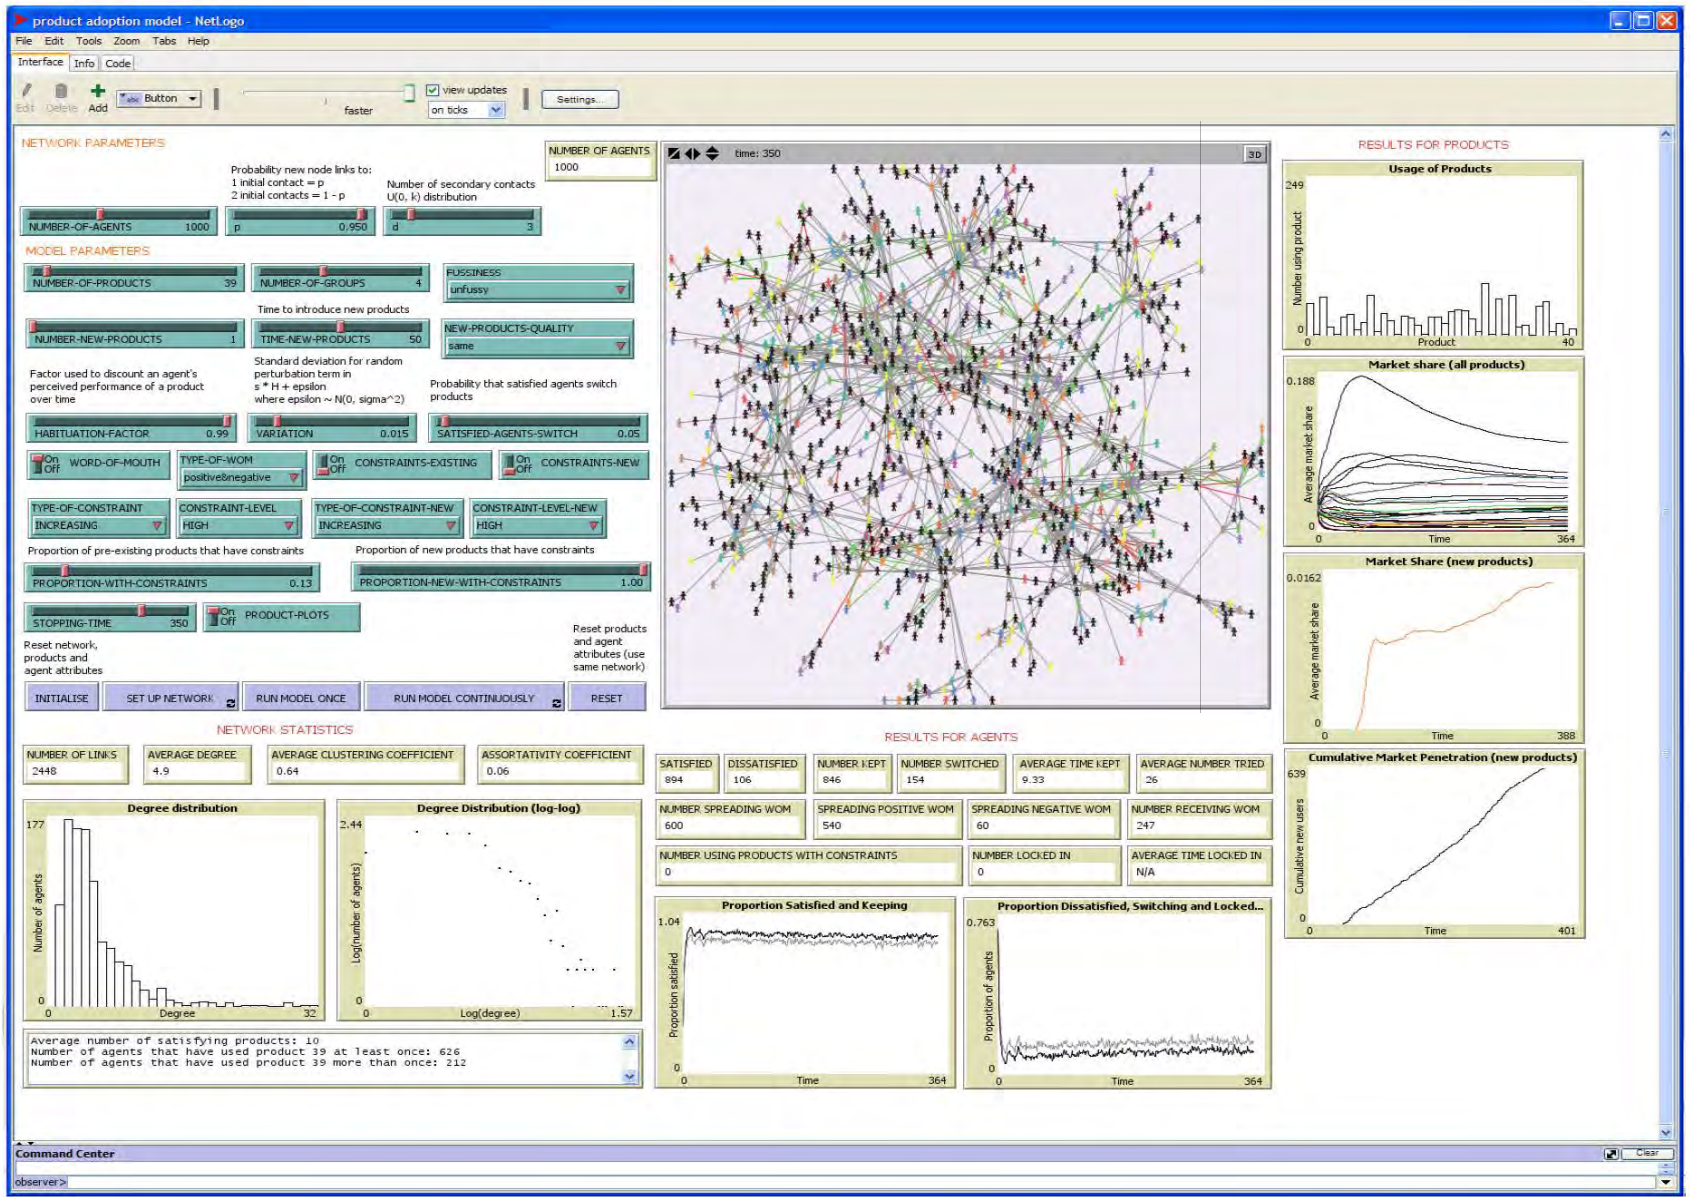 product adoption model - NetLogo
File Edit Tools Zoom Tabs Help
Interface Info Code
Edit Delete Add abc Button faster view updates on ticks Settings...
NETWORK PARAMETERS
Probability new node links to:
1 initial contact = p
2 initial contacts = 1 - p
Number of secondary contacts
U(0, k) distribution
NUMBER OF AGENTS
1000
NUMBER-OF-AGENTS 1000
p 0.950
d 3
MODEL PARAMETERS
NUMBER-OF-PRODUCTS 39
NUMBER-OF-GROUPS 4
FUSSINESS
unfussy
Time to introduce new products
NUMBER-NEW-PRODUCTS 1
TIME-NEW-PRODUCTS 50
NEW-PRODUCTS-QUALITY
same
Factor used to discount an agent's
perceived performance of a product
over time
Standard deviation for random
perturbation term in
s * H + epsilon
where epsilon ~ N(0, sigma^2)
Probability that satisfied agents switch
products
HABITUATION-FACTOR 0.99
VARIATION 0.015
SATISFIED-AGENTS-SWITCH 0.05
On
Off
WORD-OF-MOUTH
TYPE-OF-WOM
positive&negative
On
Off
CONSTRAINTS-EXISTING
On
Off
CONSTRAINTS-NEW
TYPE-OF-CONSTRAINT
INCREASING
CONSTRAINT-LEVEL
HIGH
TYPE-OF-CONSTRAINT-NEW
INCREASING
CONSTRAINT-LEVEL-NEW
HIGH
Proportion of pre-existing products that have constraints
Proportion of new products that have constraints
PROPORTION-WITH-CONSTRAINTS 0.13
PROPORTION-NEW-WITH-CONSTRAINTS 1.00
STOPPING-TIME 350
On
Off
PRODUCT-PLOTS
Reset network,
products and
agent attributes
Reset products
and agent
attributes (use
same network)
INITIALISE
SET UP NETWORK
RUN MODEL ONCE
RUN MODEL CONTINUOUSLY
RESET
time: 350
3D
RESULTS FOR PRODUCTS
Usage of Products
249
Number using product
0
0 Product 40
Market share (all products)
0.188
Average market share
0
0 Time 364
Market Share (new products)
0.0162
Average market share
0
0 Time 388
Cumulative Market Penetration (new products)
639
Cumulative new users
0
0 Time 401
NETWORK STATISTICS
NUMBER OF LINKS
2448
AVERAGE DEGREE
4.9
AVERAGE CLUSTERING COEFFICIENT
0.64
ASSORTATIVITY COEFFICIENT
0.06
Degree distribution
177
Number of agents
0
0 Degree 32
Degree Distribution (log-log)
2.44
Log(number of agents)
0
0 Log(degree) 1.57
Average number of satisfying products: 10
Number of agents that have used product 39 at least once: 626
Number of agents that have used product 39 more than once: 212
RESULTS FOR AGENTS
SATISFIED
894
DISSATISFIED
106
NUMBER KEPT
846
NUMBER SWITCHED
154
AVERAGE TIME KEPT
9.33
AVERAGE NUMBER TRIED
26
NUMBER SPREADING WOM
600
SPREADING POSITIVE WOM
540
SPREADING NEGATIVE WOM
60
NUMBER RECEIVING WOM
247
NUMBER USING PRODUCTS WITH CONSTRAINTS
0
NUMBER LOCKED IN
0
AVERAGE TIME LOCKED IN
N/A
Proportion Satisfied and Keeping
1.04
Proportion satisfied
0
0 Time 364
Proportion Dissatisfied, Switching and Locked...
0.763
Proportion of agents
0
0 Time 364
Command Center
Clear
observer>